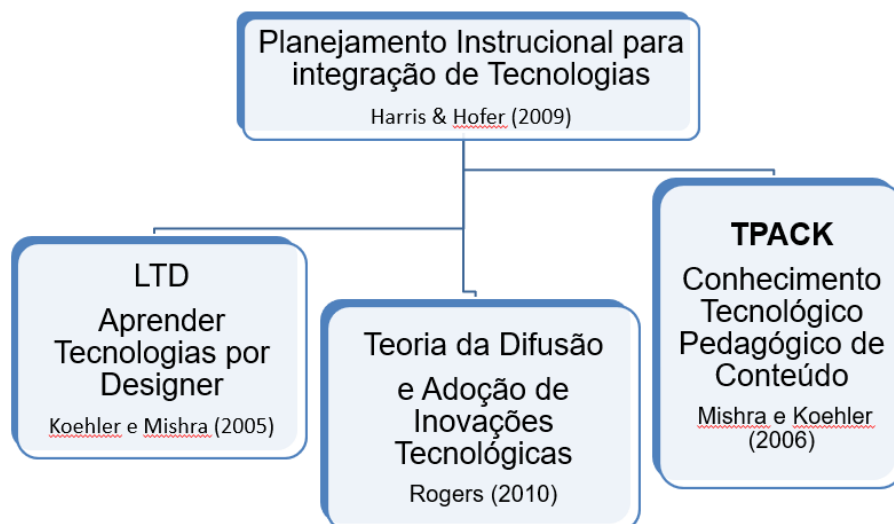 Planejamento Instrucional para
integração de Tecnologias
Harris & Hofer (2009)
LTD
Aprender
Tecnologias por
Designer
Koehler e Mishra (2005)
Teoria da Difusão
e Adoção de
Inovações
Tecnológicas
Rogers (2010)
TPACK
Conhecimento
Tecnológico
Pedagógico de
Conteúdo
Mishra e Koehler
(2006)